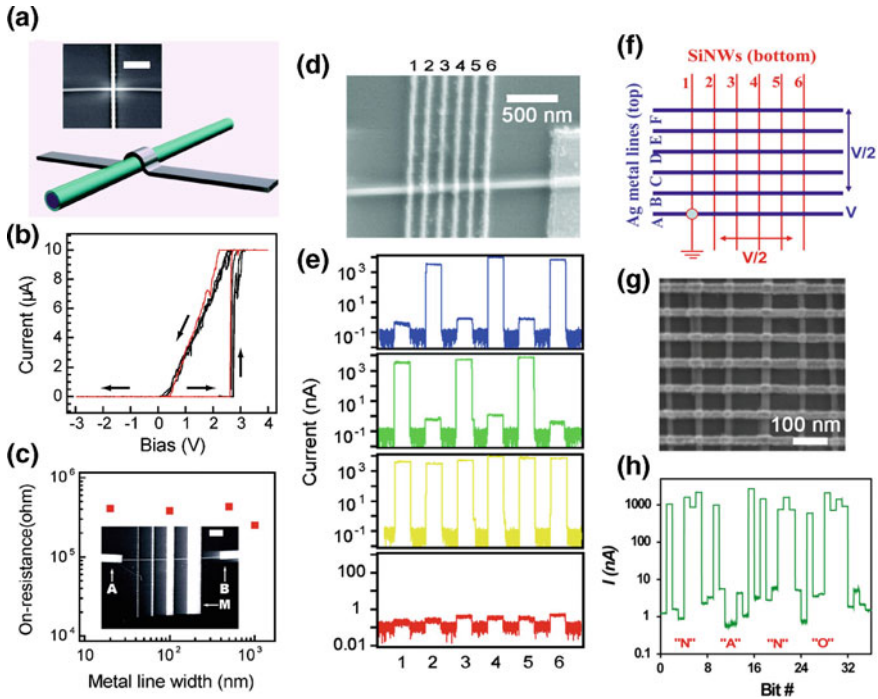 (a)
(b)
Current (µA)
10
8
6
4
2
0
-3 -2 -1 0 1 2 3 4
Bias (V)
(c)
On-resistance(ohm)
10^6
10^5
10^4
A
B
M
10 10^2 10^3
Metal line width (nm)
(d)
1 2 3 4 5 6
500 nm
(e)
Current (nA)
10^3
10^1
10^-1
10^3
10^1
10^-1
10^3
10^1
10^-1
100
1
0.01
1 2 3 4 5 6
(f)
SiNWs (bottom)
1 2 3 4 5 6
Ag metal lines (top)
A B C D E F
V/2
V
V/2
(g)
100 nm
(h)
I (nA)
1000
100
10
1
0.1
"N" "A" "N" "O"
0 8 16 24 32
Bit #